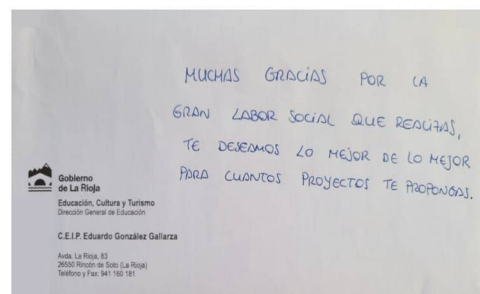 MUCHAS GRACIAS POR LA
GRAN LABOR SOCIAL QUE REALIZAS,
TE DESEAMOS LO MEJOR DE LO MEJOR
PARA CUANTOS PROYECTOS TE PROPONGAS.
Gobierno
de La Rioja
Educación, Cultura y Turismo
Dirección General de Educación
C.E.I.P. Eduardo González Gallarza
Avda. La Rioja, 83
26550 Rincón de Soto (La Rioja)
Teléfono y Fax: 941 160 181